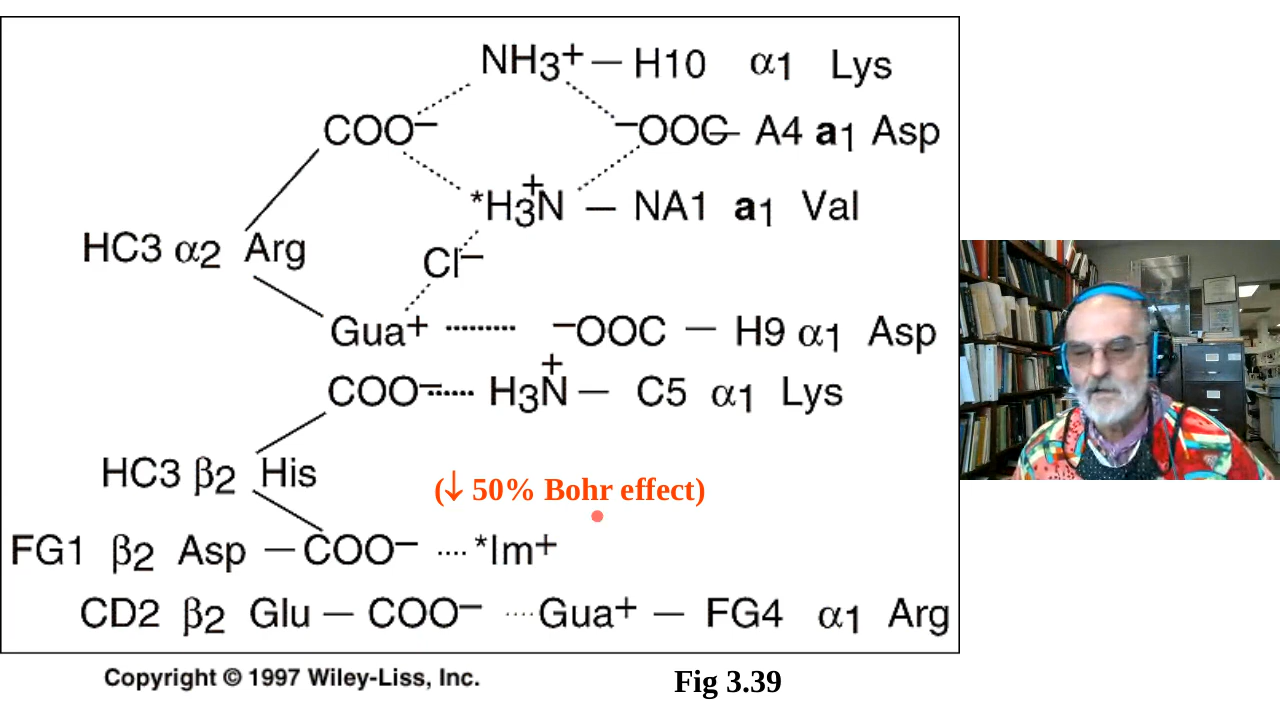 NH3+ — H10 α1 Lys
COO−
−OOC — A4 a1 Asp
*H3N+ — NA1 a1 Val
HC3 α2 Arg
Cl−
Gua+ ········· −OOC — H9 α1 Asp
COO− ······ H3N+ — C5 α1 Lys
HC3 β2 His
(↓ 50% Bohr effect)
FG1 β2 Asp — COO− ···· *Im+
CD2 β2 Glu — COO− ···· Gua+ — FG4 α1 Arg
Copyright © 1997 Wiley-Liss, Inc.
Fig 3.39